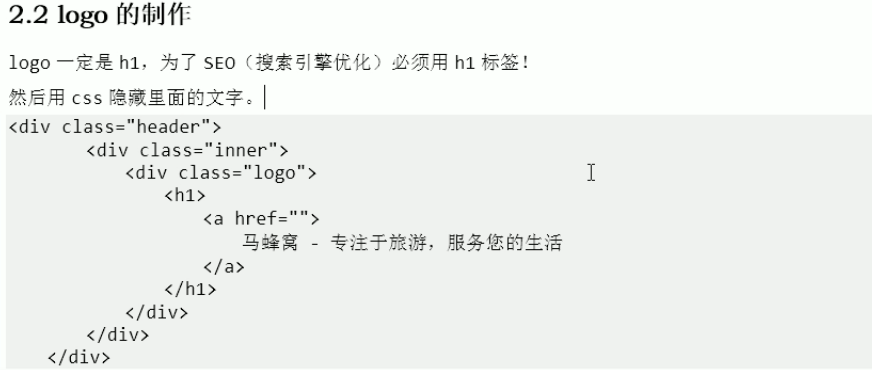 2.2 logo 的制作
logo 一定是 h1，为了 SEO（搜索引擎优化）必须用 h1 标签！
然后用 css 隐藏里面的文字。
<div class="header">
<div class="inner">
<div class="logo">
<h1>
<a href="">
马蜂窝 - 专注于旅游，服务您的生活
</a>
</h1>
</div>
</div>
</div>